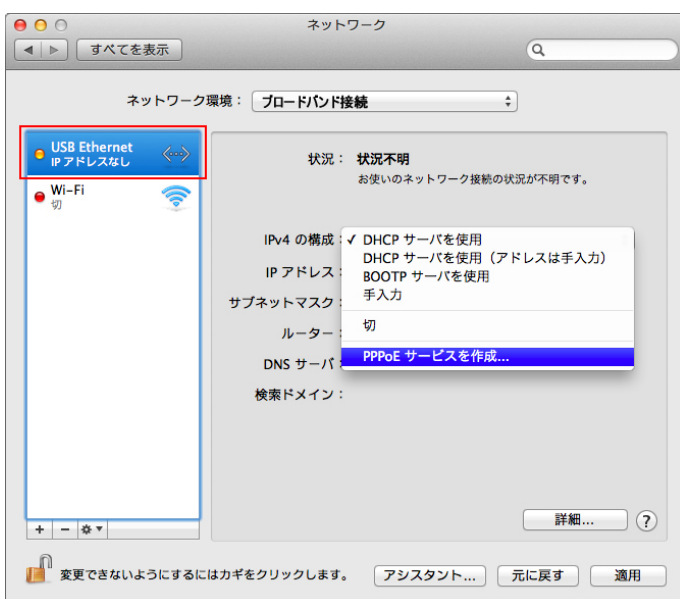 ネットワーク
すべてを表示
ネットワーク環境： ブロードバンド接続
USB Ethernet
IP アドレスなし
Wi-Fi
切
状況： 状況不明
お使いのネットワーク接続の状況が不明です。
IPv4 の構成： ✓ DHCP サーバを使用
DHCP サーバを使用（アドレスは手入力）
BOOTP サーバを使用
手入力
切
PPPoE サービスを作成...
IP アドレス：
サブネットマスク：
ルーター：
DNS サーバ：
検索ドメイン：
詳細... ?
変更できないようにするにはカギをクリックします。
アシスタント... 元に戻す 適用